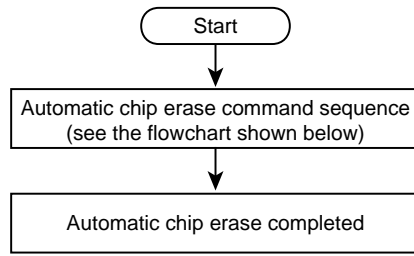 Start
Automatic chip erase command sequence
(see the flowchart shown below)
Automatic chip erase completed